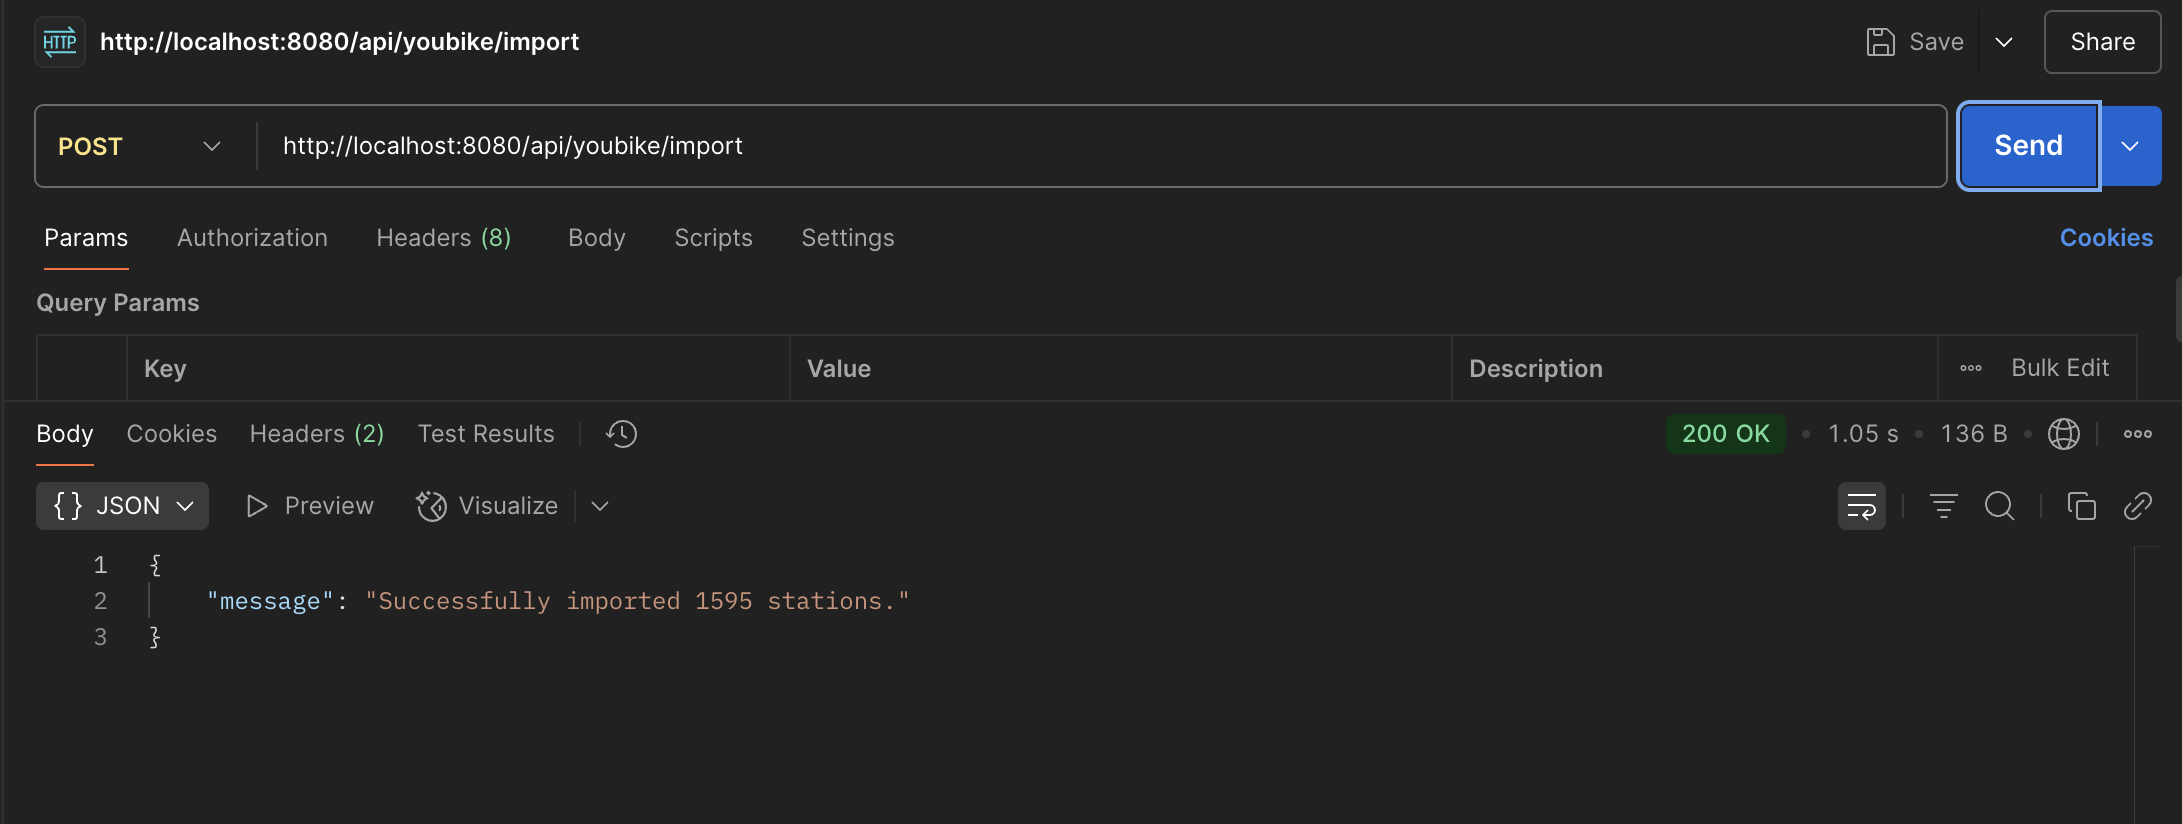 HTTP http://localhost:8080/api/youbike/import Save Share
POST http://localhost:8080/api/youbike/import Send
Params Authorization Headers (8) Body Scripts Settings Cookies
Query Params
Key Value Description Bulk Edit
Body Cookies Headers (2) Test Results 200 OK • 1.05 s • 136 B •
{} JSON Preview Visualize
1 {
2 "message": "Successfully imported 1595 stations."
3 }